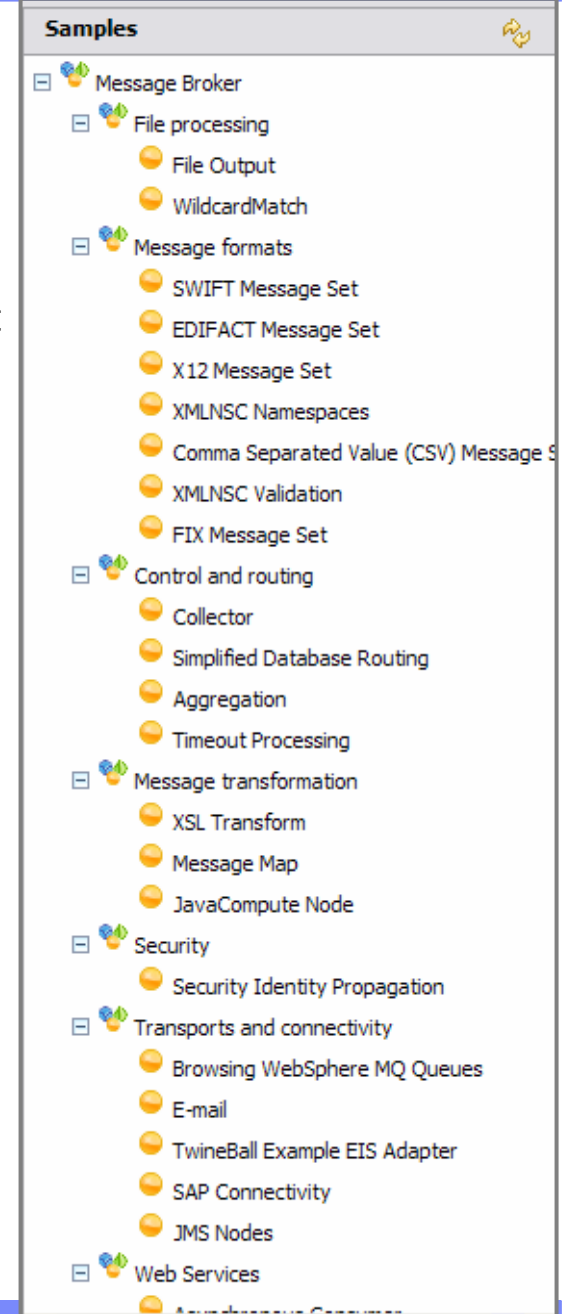 Samples
Message Broker
File processing
File Output
WildcardMatch
Message formats
SWIFT Message Set
EDIFACT Message Set
X12 Message Set
XMLNSC Namespaces
Comma Separated Value (CSV) Message S
XMLNSC Validation
FIX Message Set
Control and routing
Collector
Simplified Database Routing
Aggregation
Timeout Processing
Message transformation
XSL Transform
Message Map
JavaCompute Node
Security
Security Identity Propagation
Transports and connectivity
Browsing WebSphere MQ Queues
E-mail
TwineBall Example EIS Adapter
SAP Connectivity
JMS Nodes
Web Services
Asynchronous Consumer